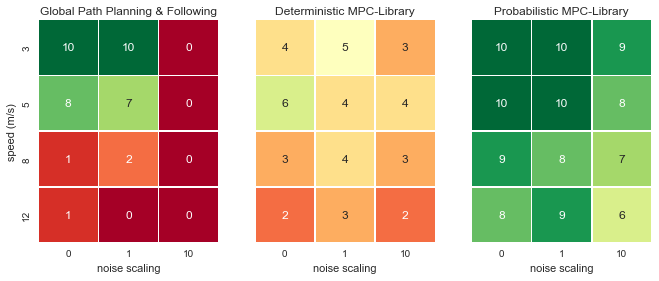 Global Path Planning & Following
Deterministic MPC-Library
Probabilistic MPC-Library
speed (m/s)
3
10 10 0
4 5 3
10 10 9
5
8 7 0
6 4 4
10 10 8
8
1 2 0
3 4 3
9 8 7
12
1 0 0
2 3 2
8 9 6
0 1 10
0 1 10
0 1 10
noise scaling
noise scaling
noise scaling